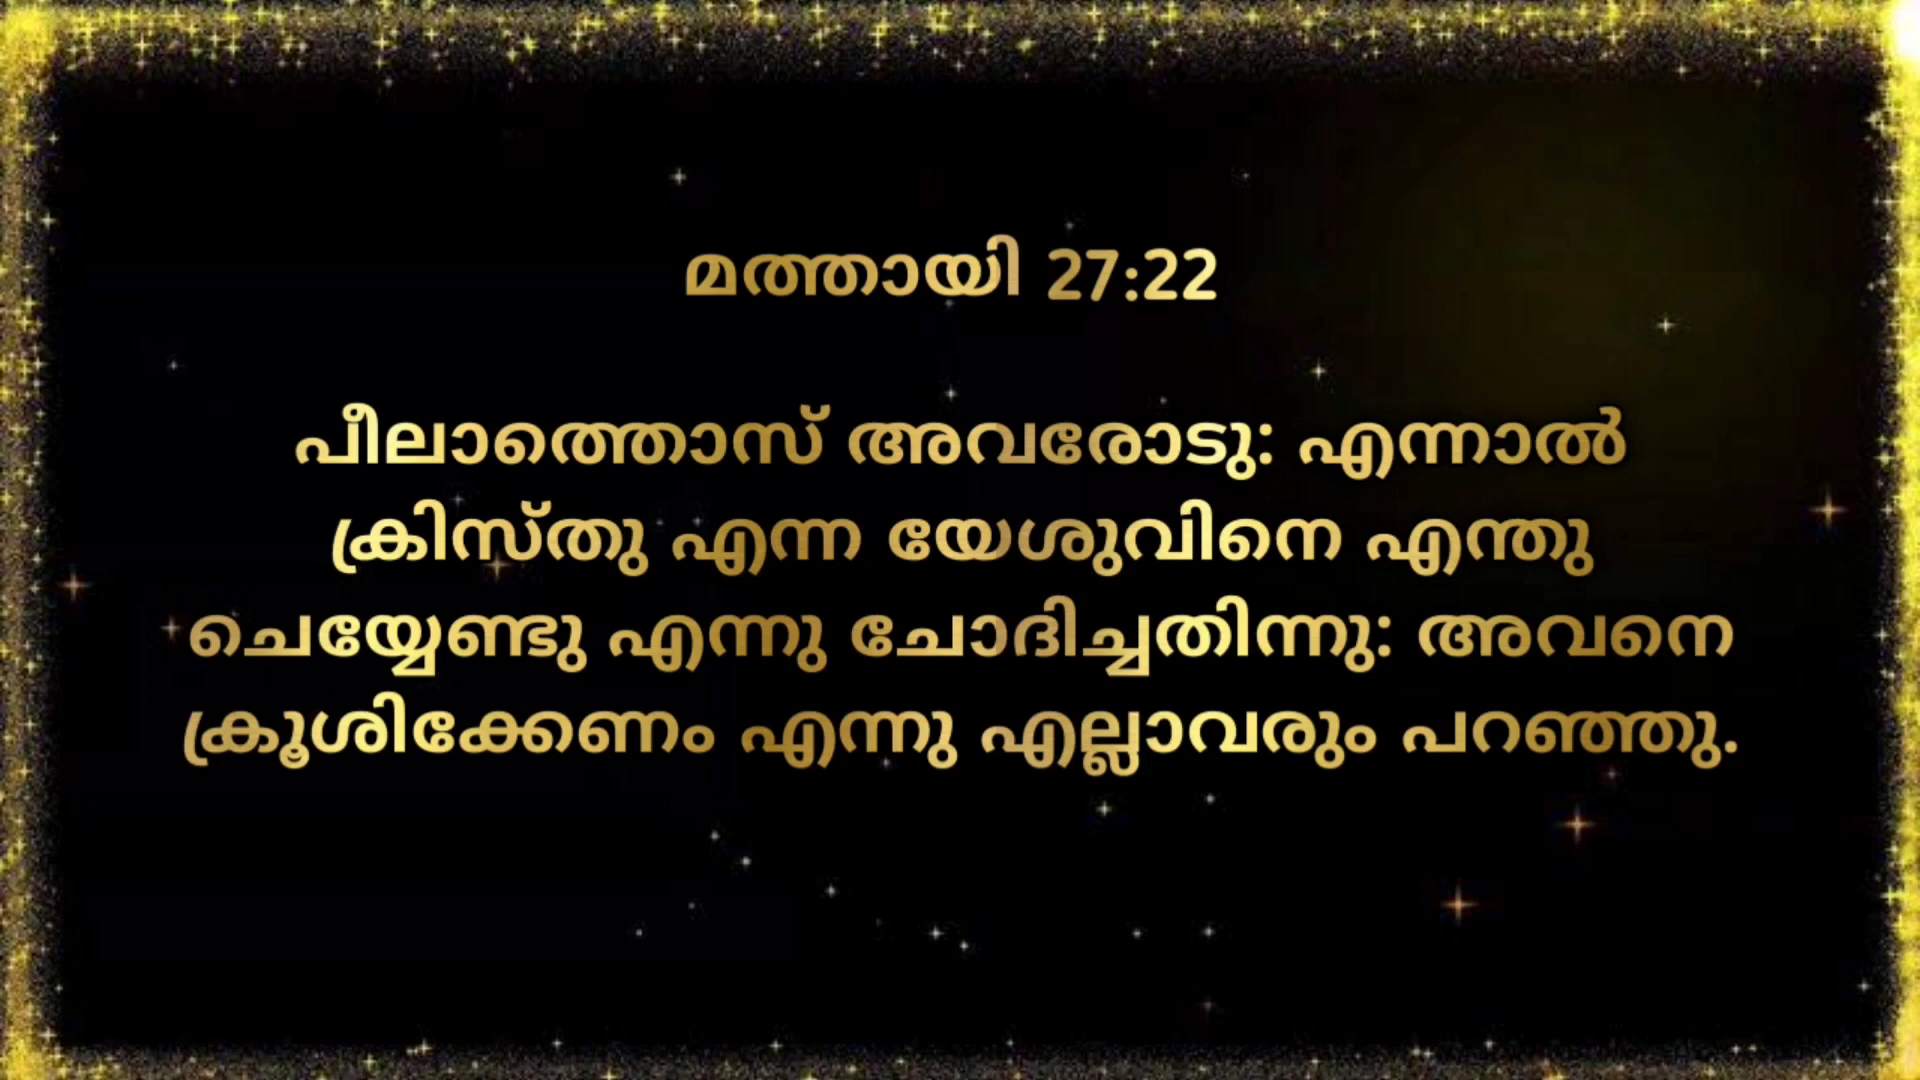 മത്തായി 27:22
പീലാത്തൊസ് അവരോടു: എന്നാൽ
ക്രിസ്തു എന്ന യേശുവിനെ എന്തു
ചെയ്യേണ്ടു എന്നു ചോദിച്ചതിന്നു: അവനെ
ക്രൂശിക്കേണം എന്നു എല്ലാവരും പറഞ്ഞു.